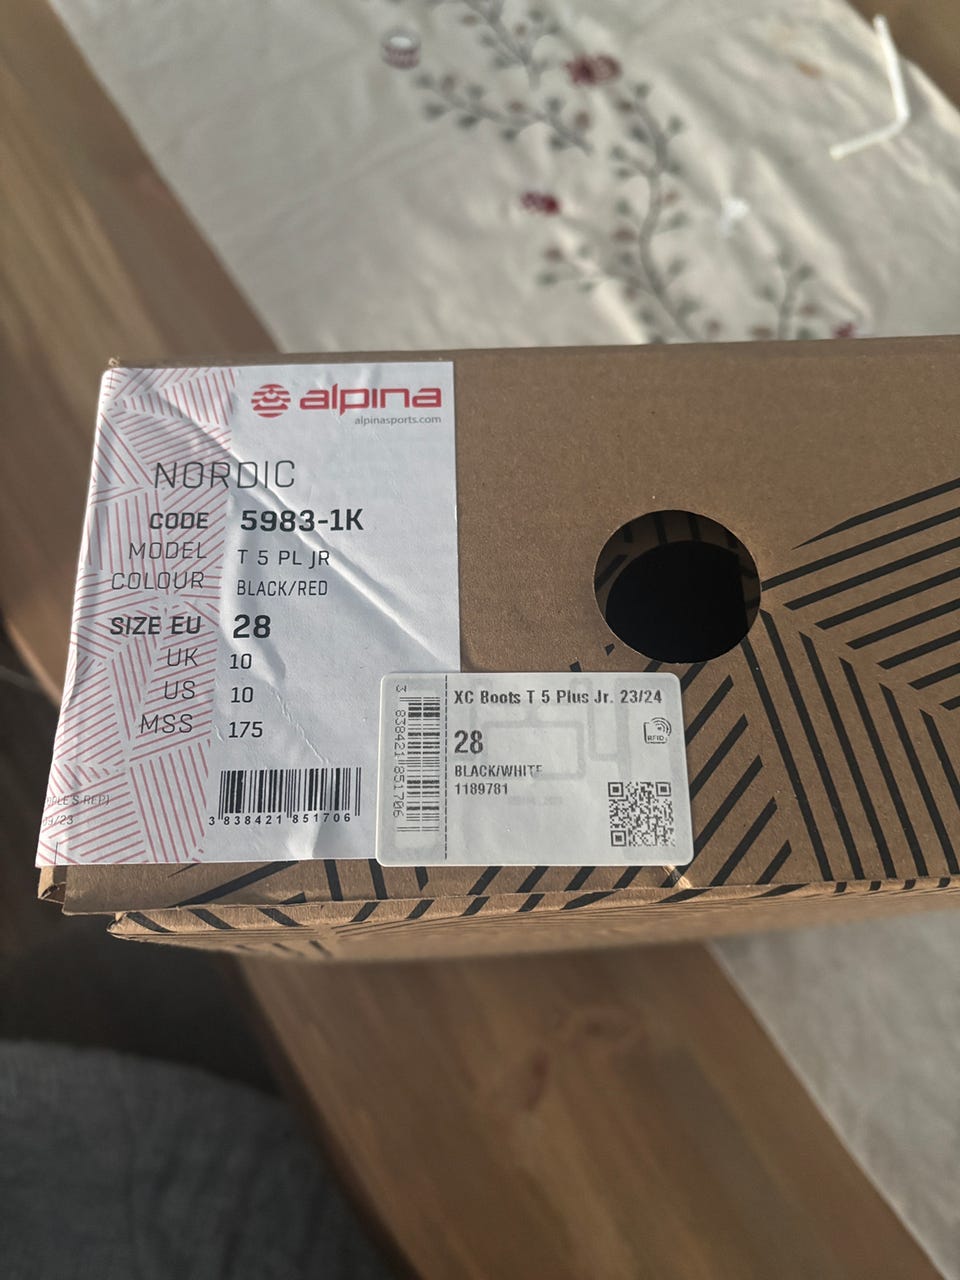 alpina
alpinasports.com
NORDIC
CODE 5983-1K
MODEL T 5 PL JR
COLOUR BLACK/RED
SIZE EU 28
UK 10
US 10
MSS 175
09/23
3 838421 851706
XC Boots T 5 Plus Jr. 23/24
28
BLACK/WHITE
1189781
RFID
3 838421 851706